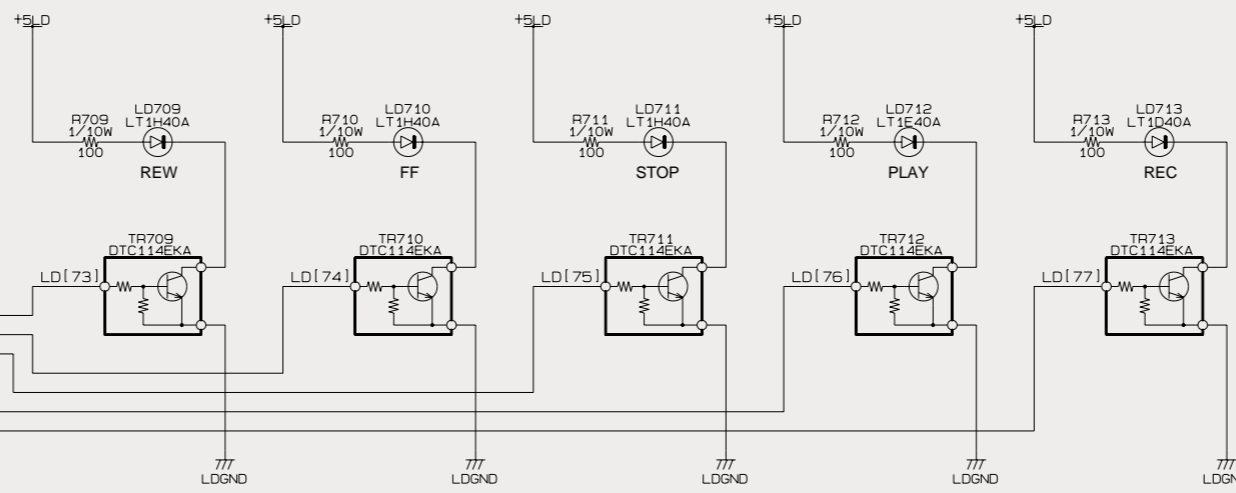 +5LD +5LD +5LD +5LD +5LD
LD709 LD710 LD711 LD712 LD713
R709 LT1H40A R710 LT1H40A R711 LT1H40A R712 LT1E40A R713 LT1D40A
1/10W 1/10W 1/10W 1/10W 1/10W
100 100 100 100 100
REW FF STOP PLAY REC
TR709 TR710 TR711 TR712 TR713
DTC114EKA DTC114EKA DTC114EKA DTC114EKA DTC114EKA
LD[73] LD[74] LD[75] LD[76] LD[77]
LDGND LDGND LDGND LDGND LDGN